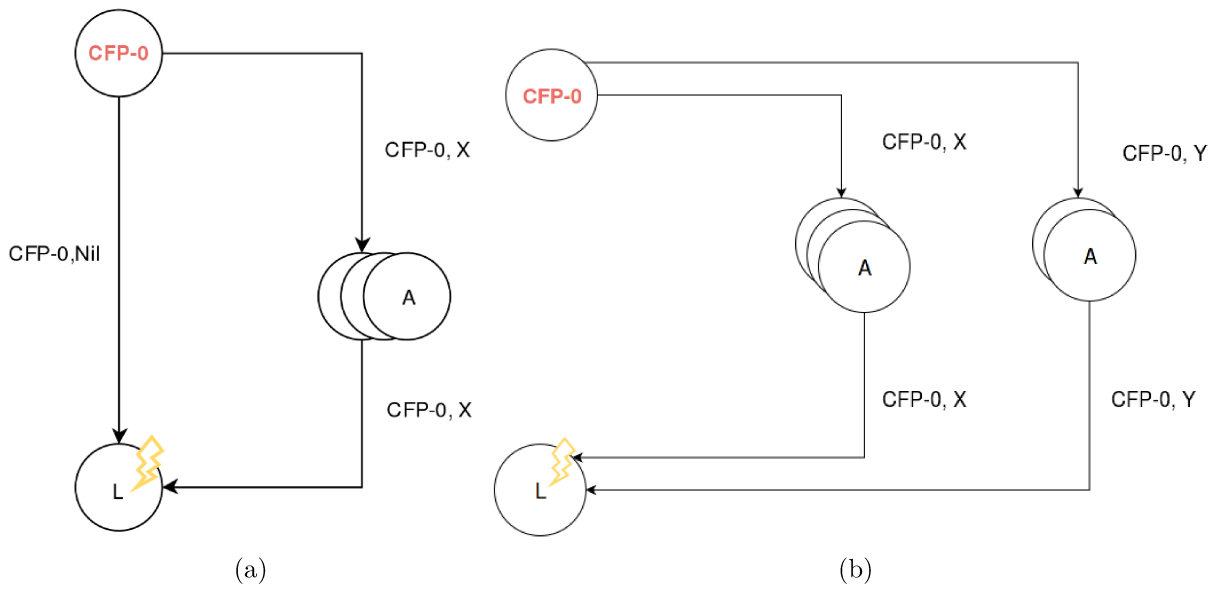 CFP-0
CFP-0, X
CFP-0,Nil
A
CFP-0, X
L
(a)
CFP-0
CFP-0, X
CFP-0, Y
A
A
CFP-0, X
CFP-0, Y
L
(b)